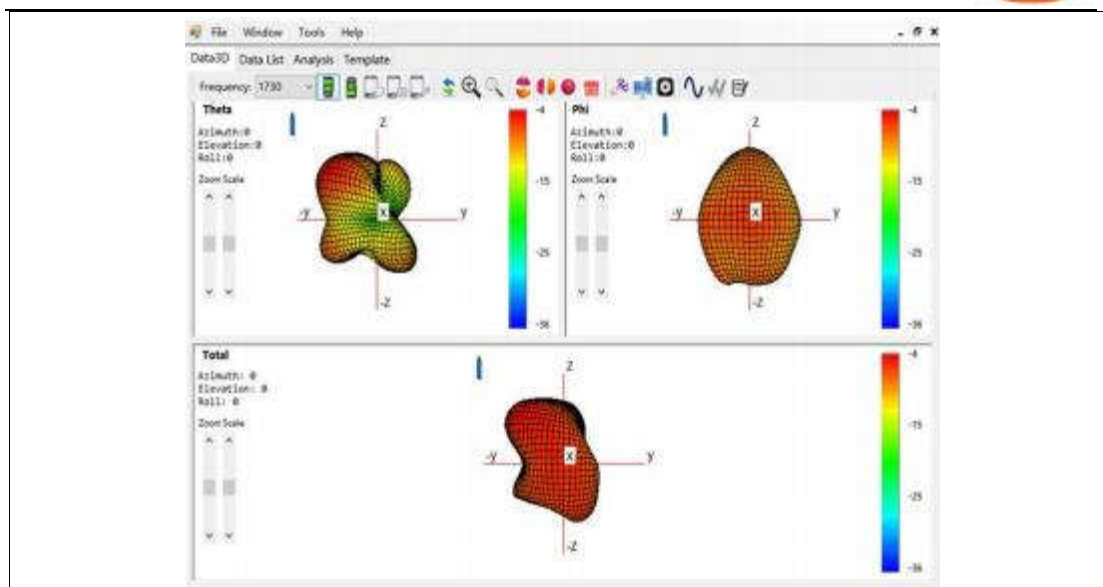 File Window Tools Help
Data3D Data List Analysis Template
Frequency: 1730
Theta
Azimuth:0
Elevation:0
Roll:0
Zoom Scale
Z
-y
X
y
-Z
-4
-15
-25
-36
Phi
Azimuth:0
Elevation:0
Roll:0
Zoom Scale
Z
-y
X
y
-Z
-4
-15
-25
-36
Total
Azimuth: 0
Elevation: 0
Roll: 0
Zoom Scale
Z
-y
X
y
-Z
-4
-15
-25
-36